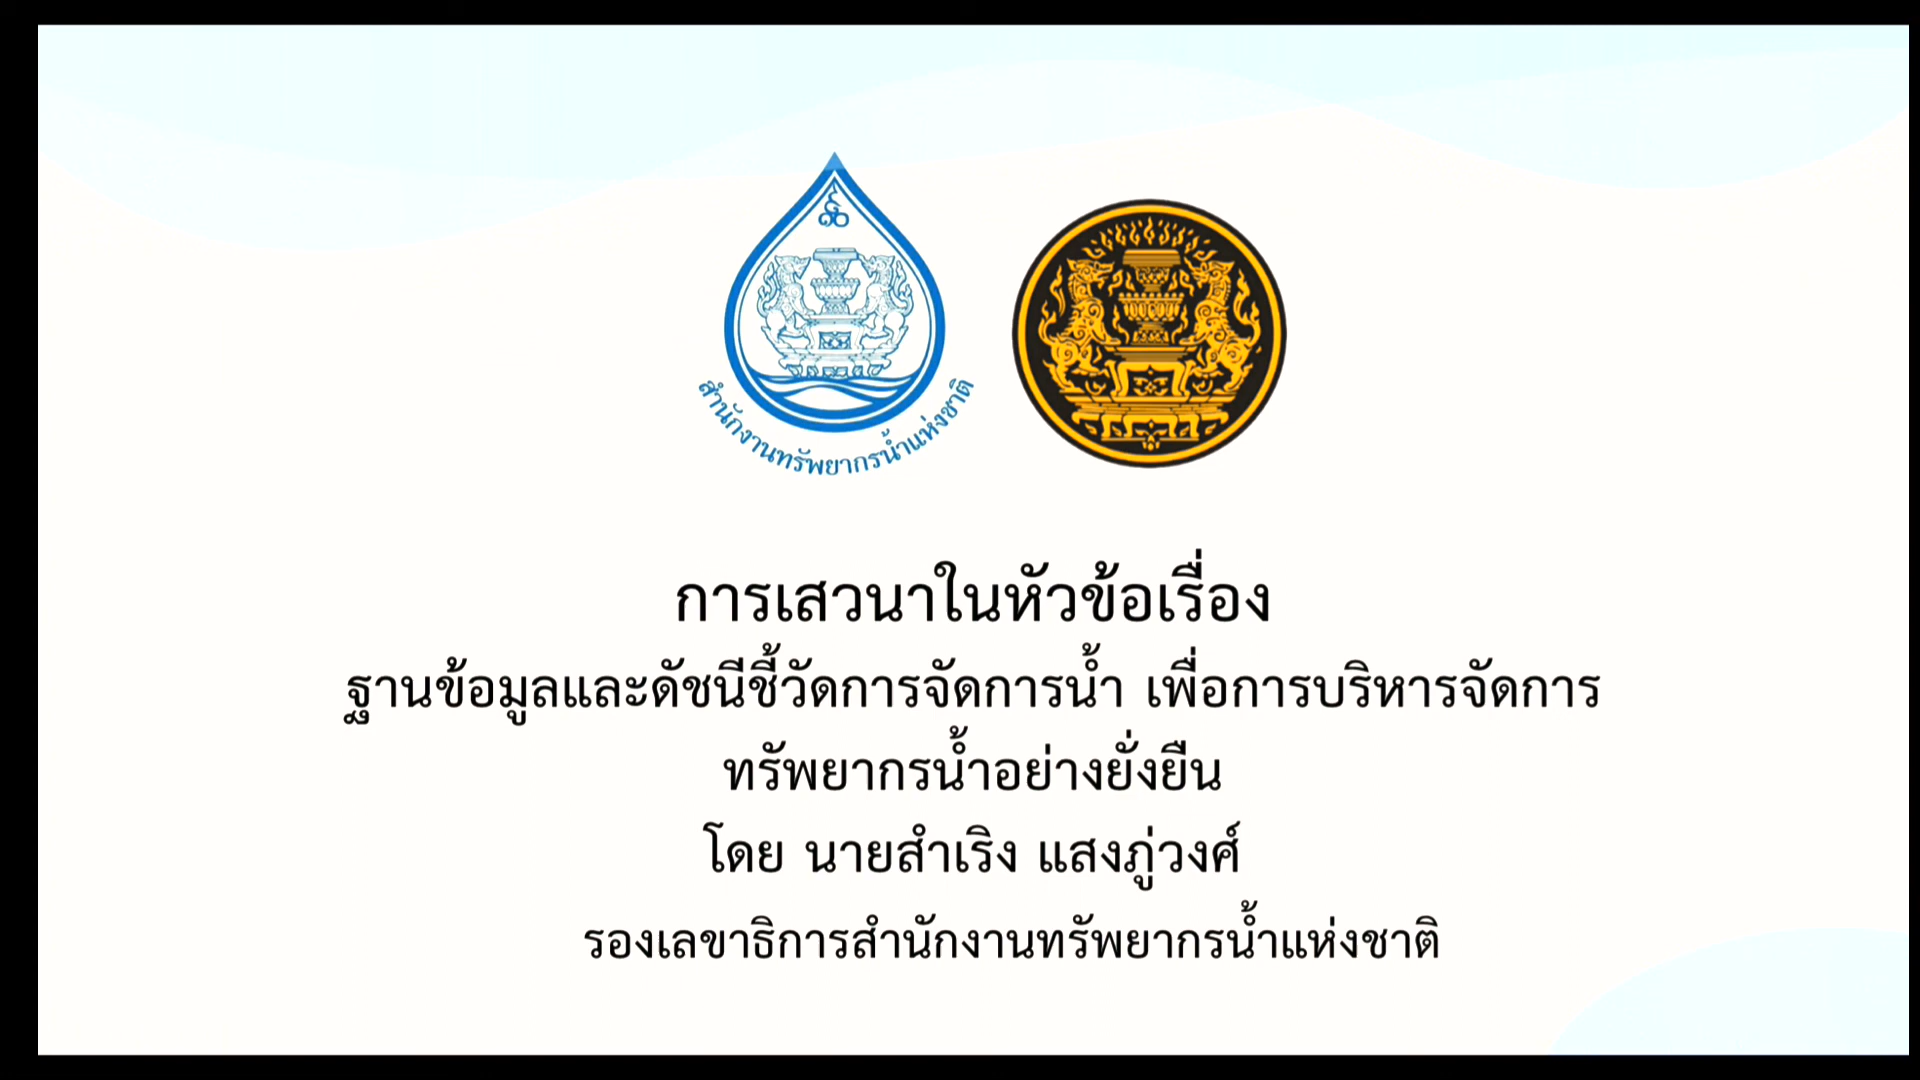 สำนักงานทรัพยากรน้ำแห่งชาติ
การเสวนาในหัวข้อเรื่อง
ฐานข้อมูลและดัชนีชี้วัดการจัดการน้ำ เพื่อการบริหารจัดการ
ทรัพยากรน้ำอย่างยั่งยืน
โดย นายสำเริง แสงภู่วงศ์
รองเลขาธิการสำนักงานทรัพยากรน้ำแห่งชาติ